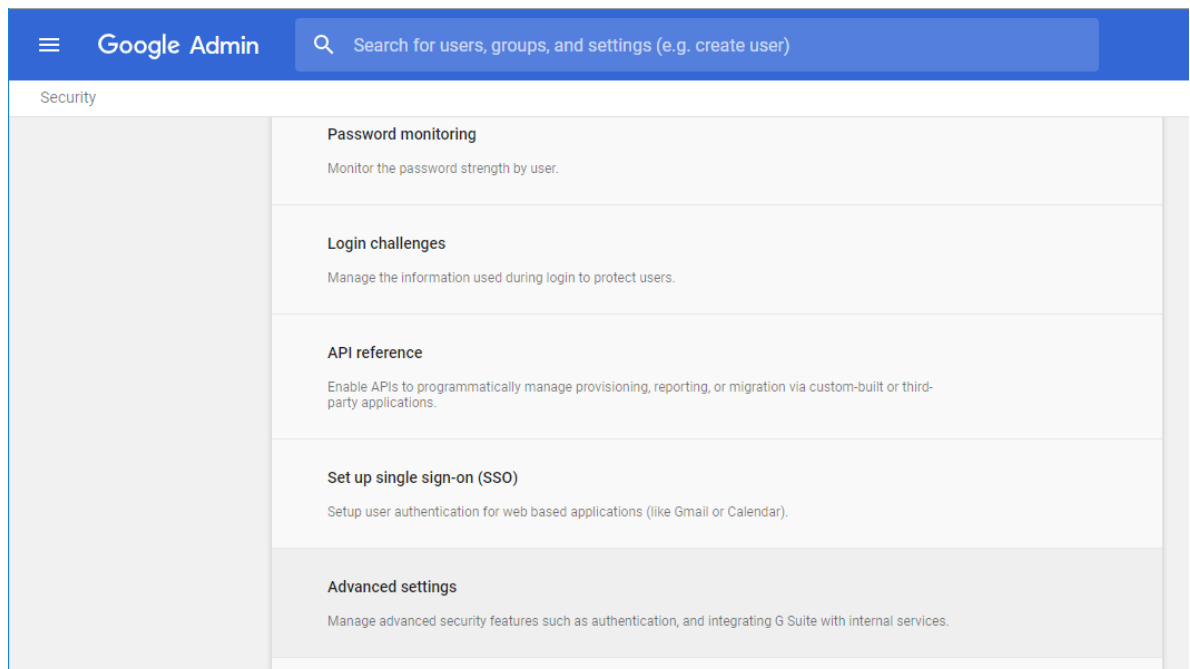 Google Admin
Search for users, groups, and settings (e.g. create user)
Security
Password monitoring
Monitor the password strength by user.
Login challenges
Manage the information used during login to protect users.
API reference
Enable APIs to programmatically manage provisioning, reporting, or migration via custom-built or third-
party applications.
Set up single sign-on (SSO)
Setup user authentication for web based applications (like Gmail or Calendar).
Advanced settings
Manage advanced security features such as authentication, and integrating G Suite with internal services.